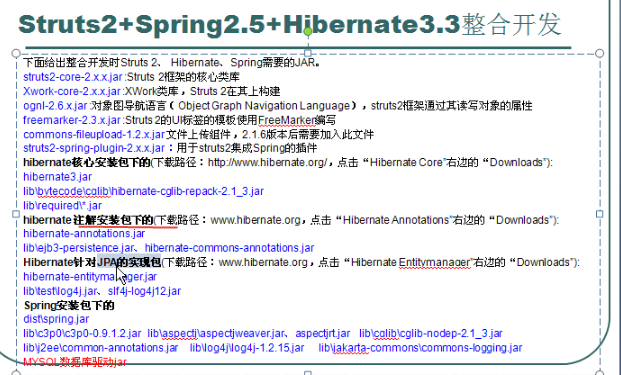 Struts2+Spring2.5+Hibernate3.3整合开发
下面给出整合开发时Struts 2、 Hibernate、Spring需要的JAR。
struts2-core-2.x.x.jar :Struts 2框架的核心类库
Xwork-core-2.x.x.jar :XWork类库，Struts 2在其上构建
ognl-2.6.x.jar :对象图导航语言（ Object Graph Navigation Language），struts2框架通过其读写对象的属性
freemarker-2.3.x.jar :Struts 2的UI标签的模板使用FreeMarker编写
commons-fileupload-1.2.x.jar 文件上传组件，2.1.6版本后需要加入此文件
struts2-spring-plugin-2.x.x.jar ：用于struts2集成Spring的插件
hibernate核心安装包下的(下载路径：http://www.hibernate.org/，点击“Hibernate Core”右边的“Downloads”):
hibernate3.jar
lib\bytecode\cglib\hibernate-cglib-repack-2.1_3.jar
lib\required\*.jar
hibernate 注解安装包下的(下载路径：www.hibernate.org，点击“Hibernate Annotations”右边的“Downloads”):
hibernate-annotations.jar
lib\ejb3-persistence.jar、hibernate-commons-annotations.jar
Hibernate针对JPA的实现包(下载路径：www.hibernate.org，点击“Hibernate Entitymanager”右边的“Downloads”):
hibernate-entitymanager.jar
lib\test\log4j.jar、 slf4j-log4j12.jar
Spring安装包下的
dist\spring.jar
lib\c3p0\c3p0-0.9.1.2.jar lib\aspectj\aspectjweaver.jar、aspectjrt.jar lib\cglib\cglib-nodep-2.1_3.jar
lib\j2ee\common-annotations.jar lib\log4j\log4j-1.2.15.jar lib\jakarta-commons\commons-logging.jar
MYSQL数据库驱动jar